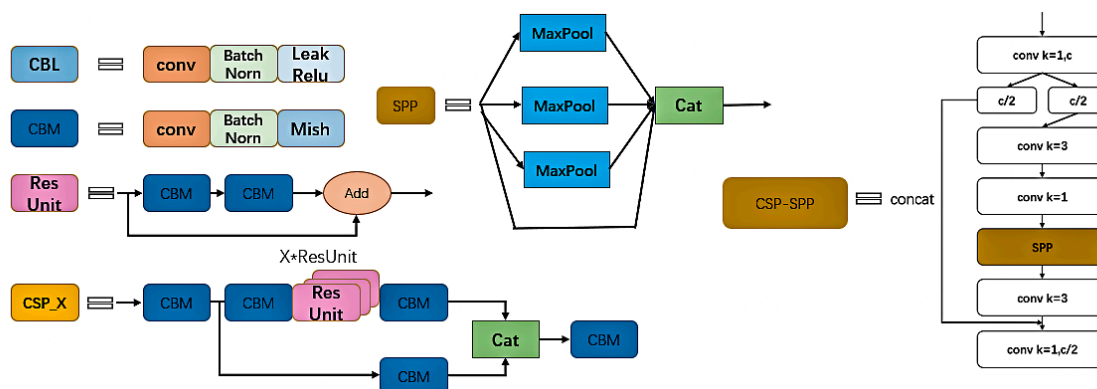 CBL
conv
Batch
Norn
Leak
Relu
CBM
conv
Batch
Norn
Mish
Res
Unit
CBM
CBM
Add
X*ResUnit
CSP_X
CBM
CBM
Res
Unit
CBM
CBM
Cat
CBM
SPP
MaxPool
MaxPool
MaxPool
Cat
CSP-SPP
concat
conv k=1,c
c/2
c/2
conv k=3
conv k=1
SPP
conv k=3
conv k=1,c/2